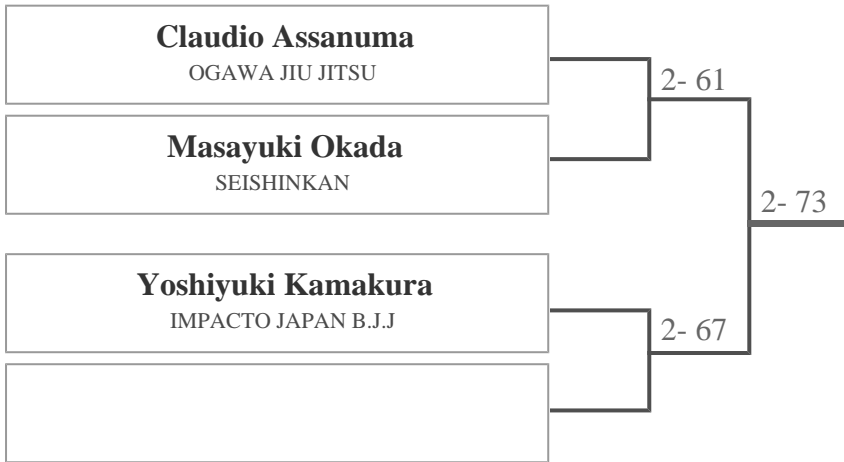 Claudio Assanuma
OGAWA JIU JITSU
2- 61
Masayuki Okada
SEISHINKAN
2- 73
Yoshiyuki Kamakura
IMPACTO JAPAN B.J.J
2- 67